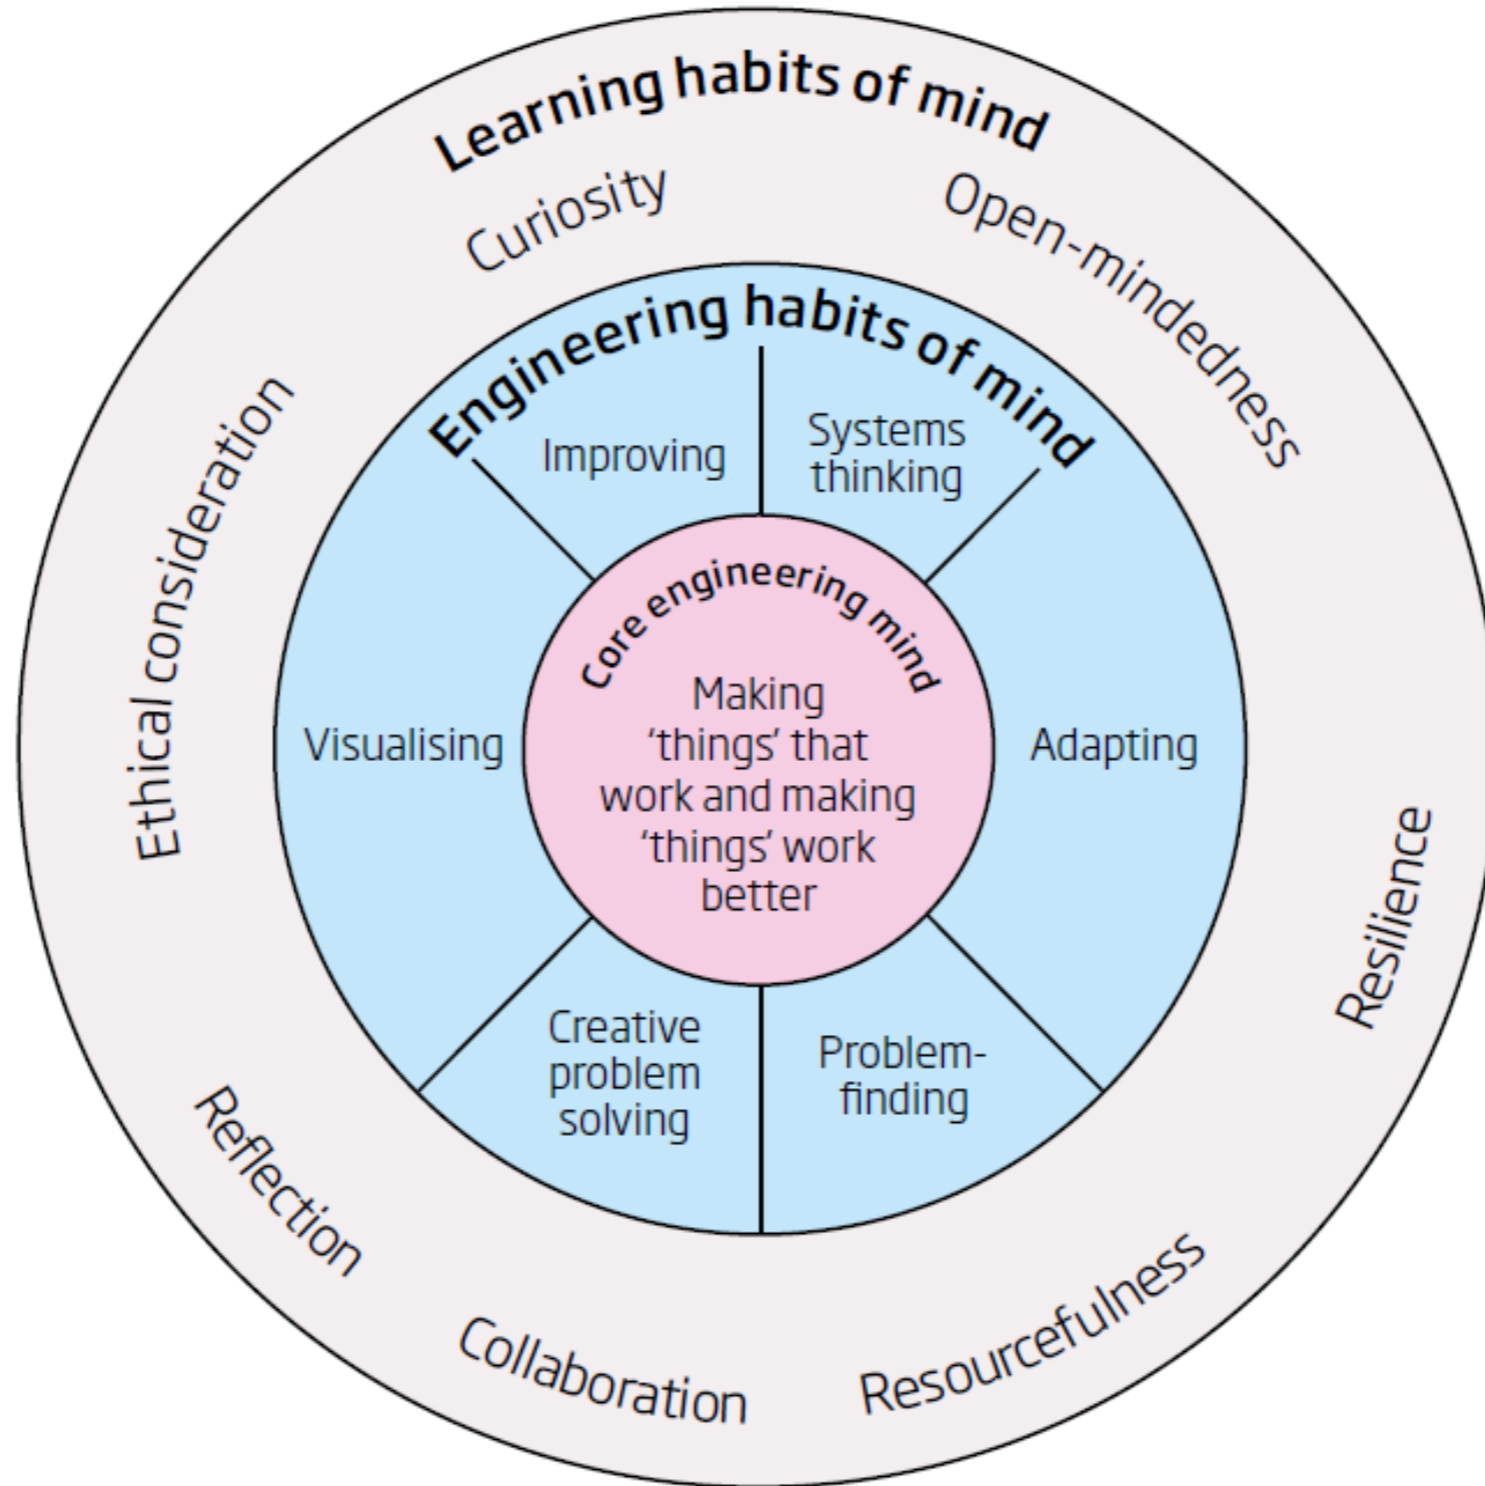 Learning habits of mind
Curiosity
Open-mindedness
Ethical consideration
Resilience
Reflection
Collaboration
Resourcefulness
Engineering habits of mind
Improving
Systems
thinking
Visualising
Adapting
Creative
problem
solving
Problem-
finding
Core engineering mind
Making
‘things’ that
work and making
‘things’ work
better